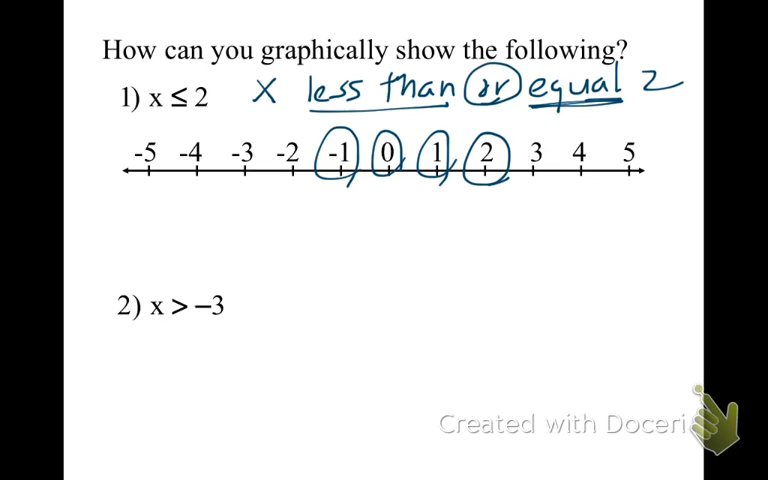 How can you graphically show the following?
1) x ≤ 2 x less than or equal 2
-5 -4 -3 -2 -1, 0, 1, 2 3 4 5
2) x > −3
Created with Doceri